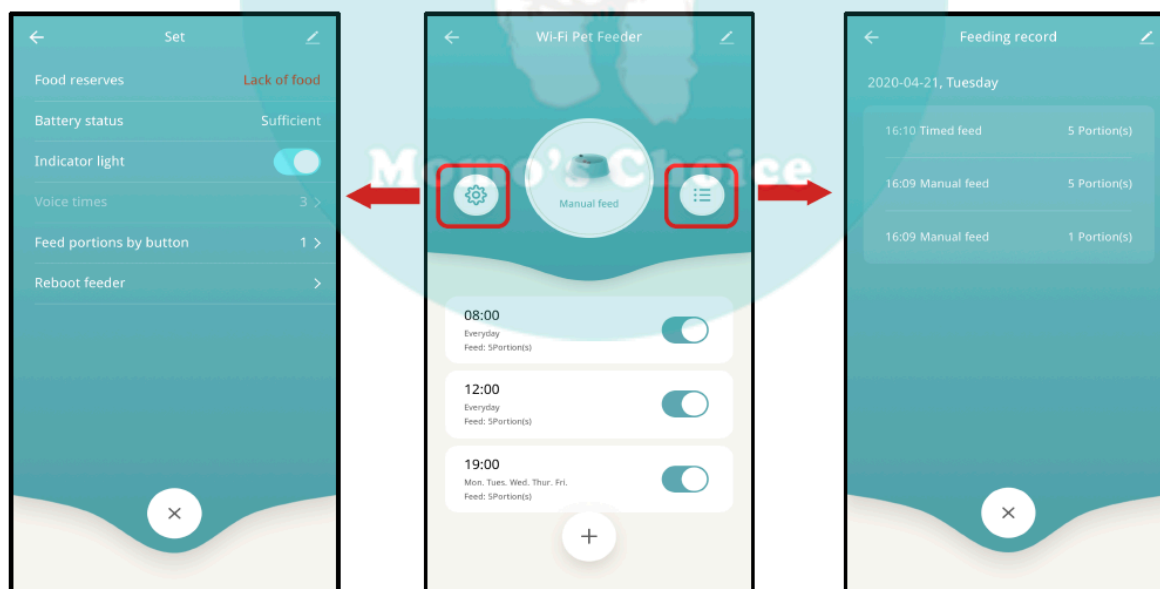 Set
Food reserves Lack of food
Battery status Sufficient
Indicator light
Voice times 3 >
Feed portions by button 1 >
Reboot feeder >
Wi-Fi Pet Feeder
Momo's Choice
Manual feed
08:00
Everyday
Feed: 5Portion(s)
12:00
Everyday
Feed: 5Portion(s)
19:00
Mon. Tues. Wed. Thur. Fri.
Feed: 5Portion(s)
+
Feeding record
2020-04-21, Tuesday
16:10 Timed feed 5 Portion(s)
16:09 Manual feed 5 Portion(s)
16:09 Manual feed 1 Portion(s)